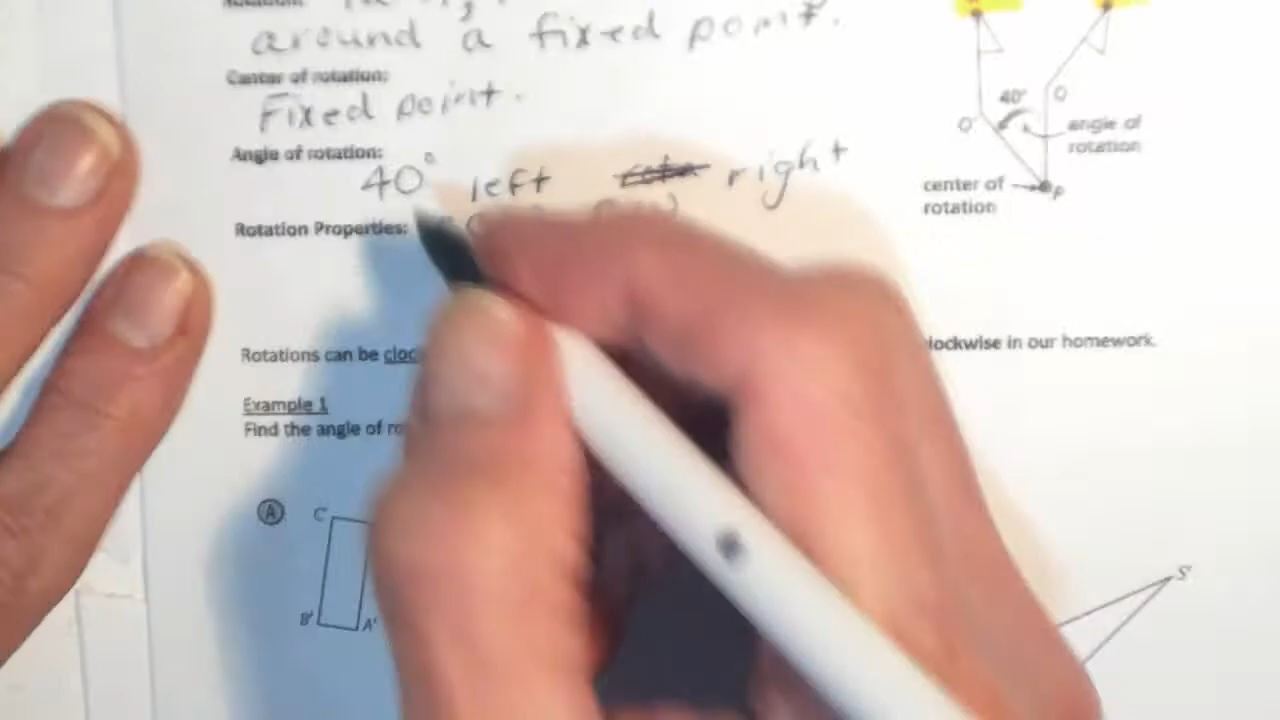 around a fixed point.
Center of rotation:
Fixed point.
Angle of rotation:
40° left right
Rotation Properties:
Rotations can be
lockwise in our homework.
Example 1
Find the angle of
A
C'
B'
A'
S'
40°
Q
Q'
angle of
rotation
center of
rotation
P